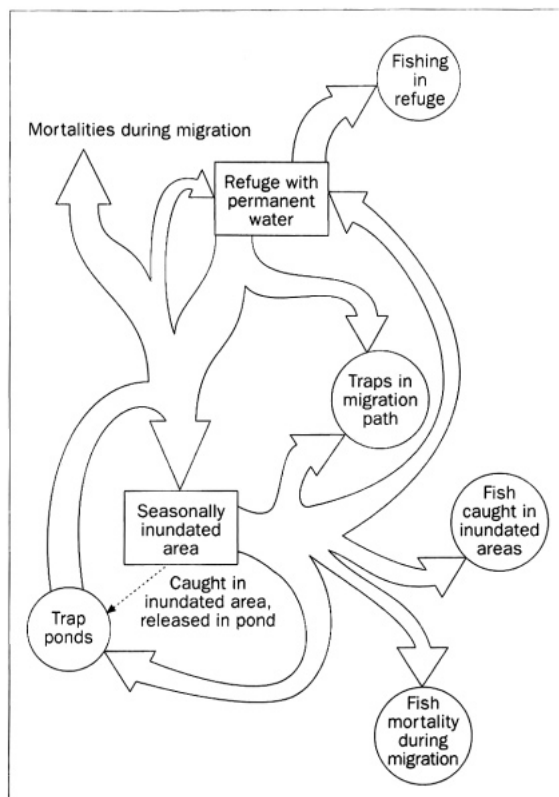 Fishing
in
refuge
Mortalities during migration
Refuge with
permanent
water
Traps in
migration
path
Seasonally
inundated
area
Fish
caught in
inundated
areas
Caught in
inundated area,
released in pond
Trap
ponds
Fish
mortality
during
migration